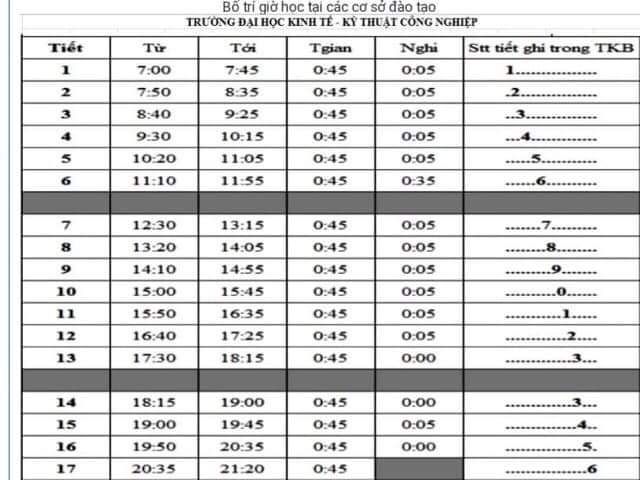 Bố trí giờ học tại các cơ sở đào tạo
TRƯỜNG ĐẠI HỌC KINH TẾ - KỸ THUẬT CÔNG NGHIỆP
Tiết Từ Tới Tgian Nghỉ Stt tiết ghi trong TKB
1 7:00 7:45 0:45 0:05 1................
2 7:50 8:35 0:45 0:05 .2...............
3 8:40 9:25 0:45 0:05 ..3..............
4 9:30 10:15 0:45 0:05 ...4.............
5 10:20 11:05 0:45 0:05 .....5...........
6 11:10 11:55 0:45 0:35 ......6..........
7 12:30 13:15 0:45 0:05 .......7.........
8 13:20 14:05 0:45 0:05 ........8........
9 14:10 14:55 0:45 0:05 .........9.......
10 15:00 15:45 0:45 0:05 ..........0......
11 15:50 16:35 0:45 0:05 ...........1.....
12 16:40 17:25 0:45 0:05 ............2....
13 17:30 18:15 0:45 0:00 .............3...
14 18:15 19:00 0:45 0:00 .............3...
15 19:00 19:45 0:45 0:05 ..............4..
16 19:50 20:35 0:45 0:00 ...............5.
17 20:35 21:20 0:45 ................6